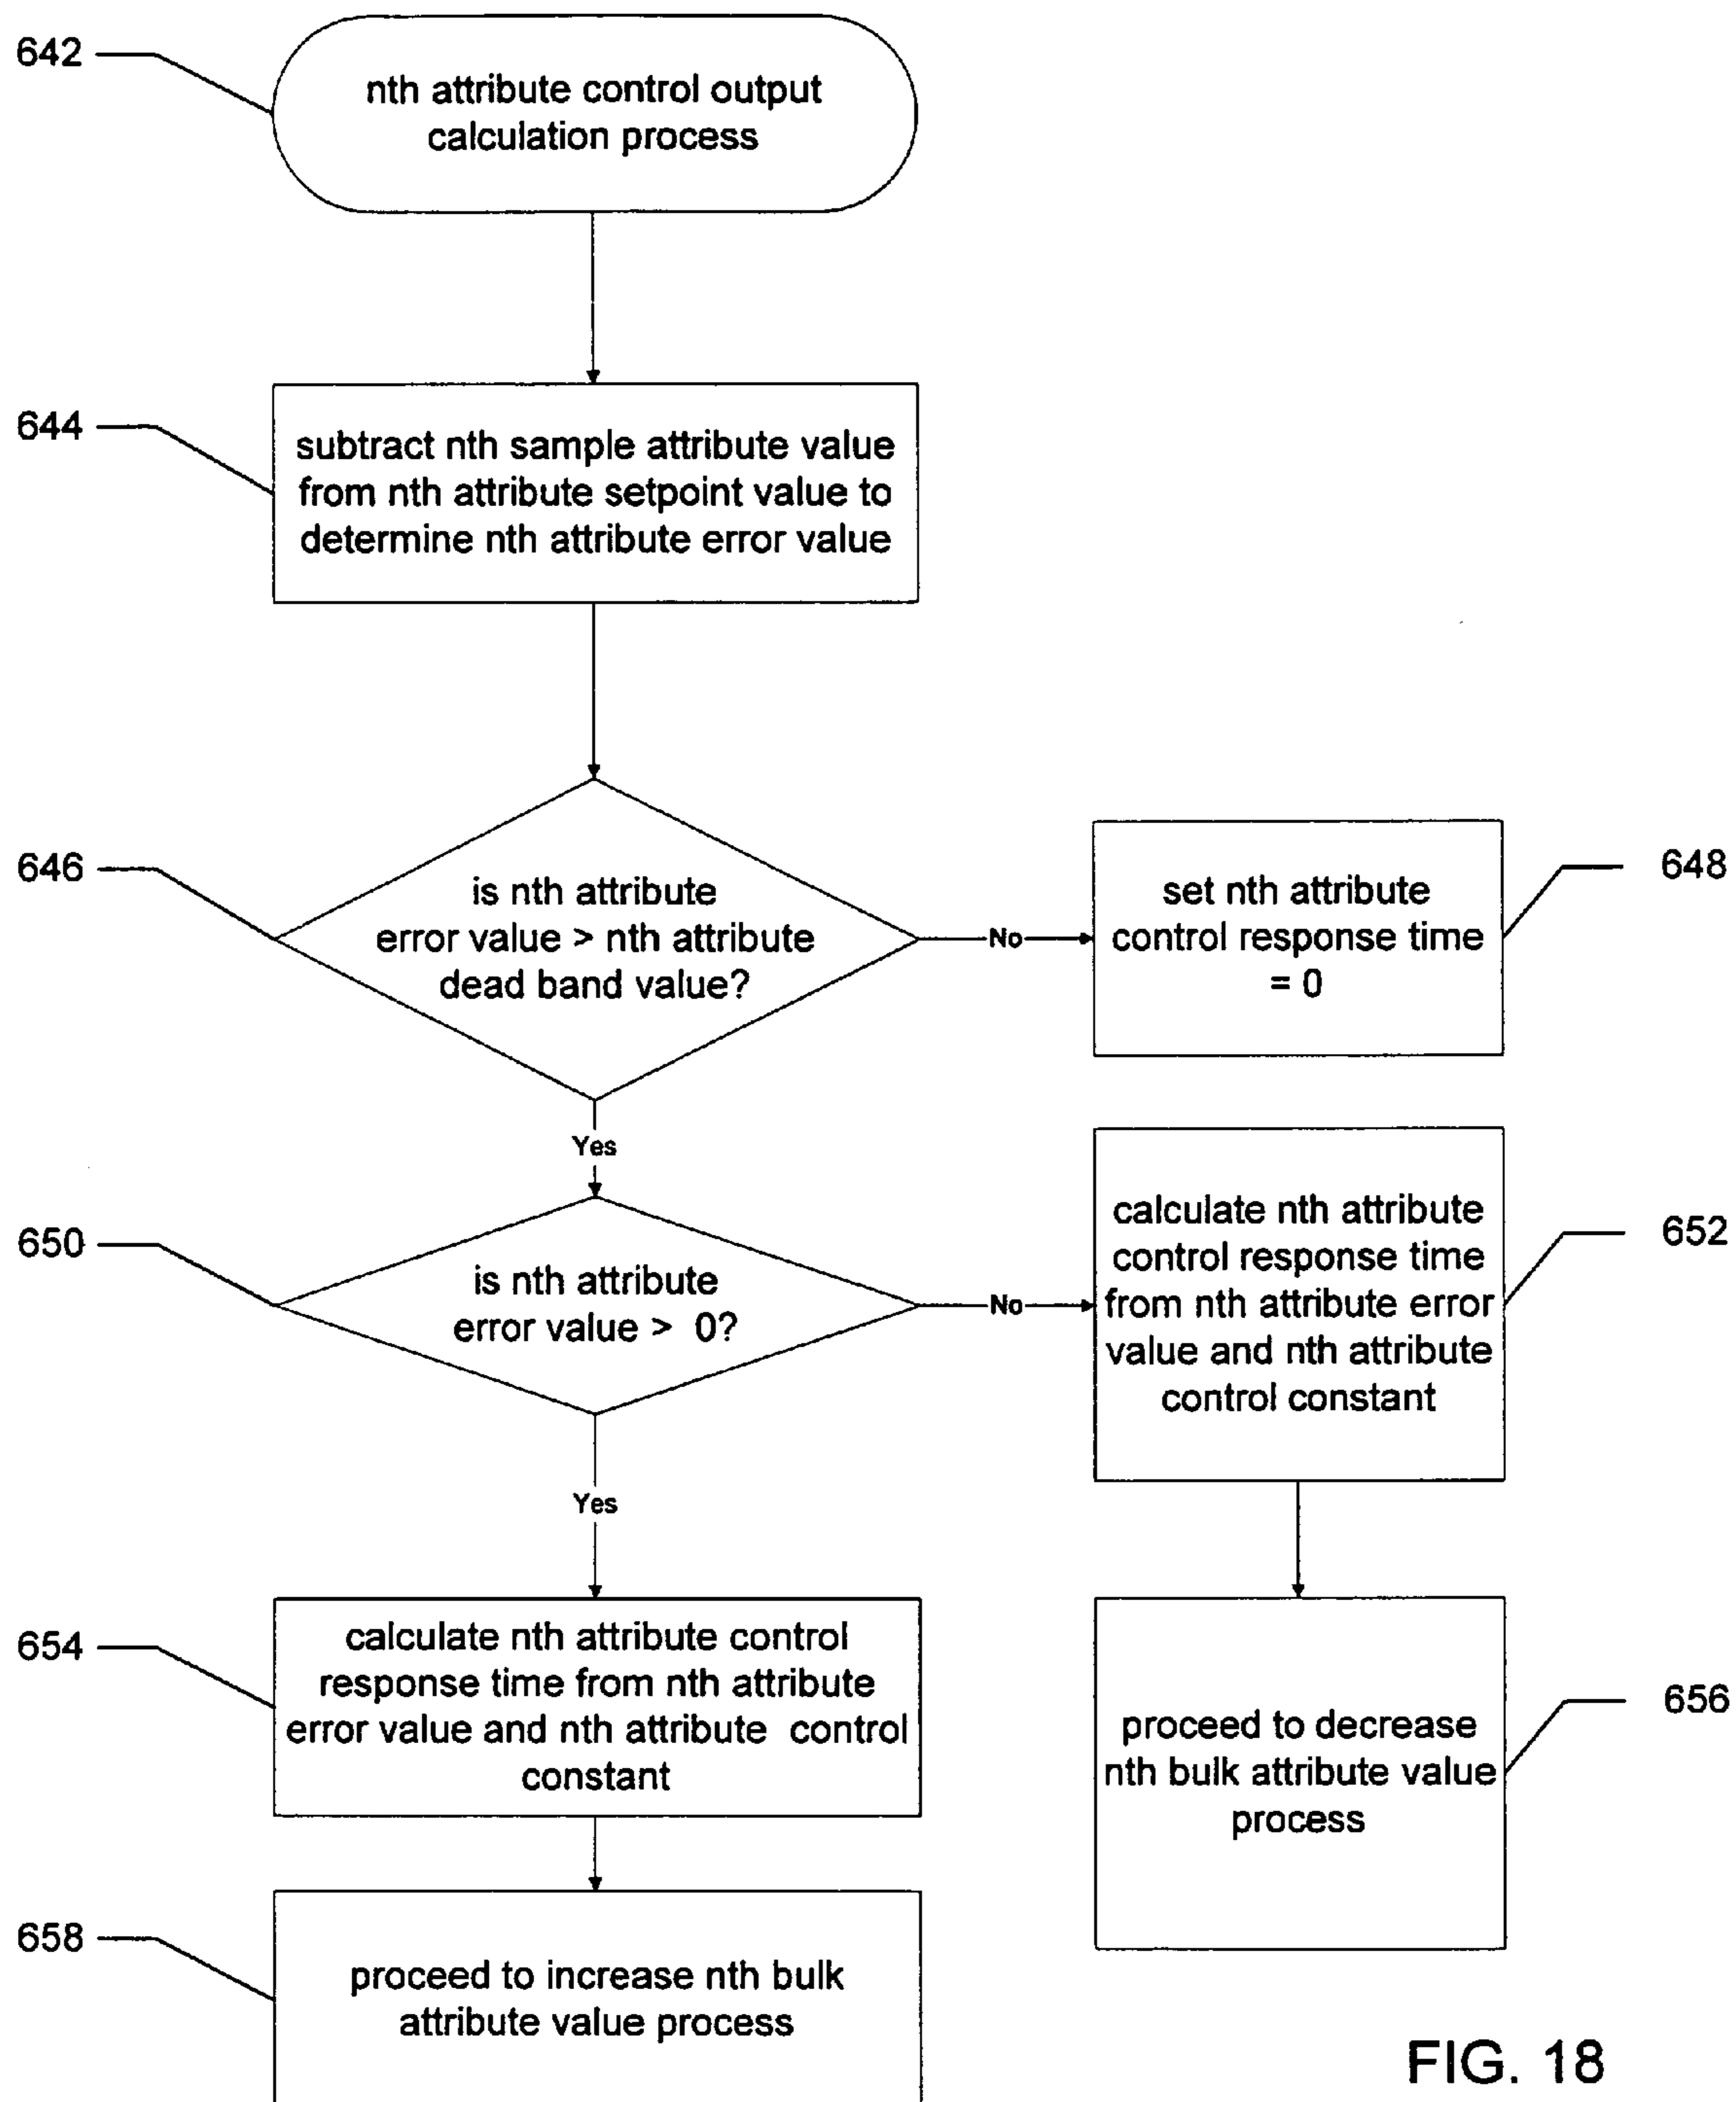 642
nth attribute control output
calculation process
644
subtract nth sample attribute value
from nth attribute setpoint value to
determine nth attribute error value
646
is nth attribute
error value > nth attribute
dead band value?
No
set nth attribute
control response time
= 0
648
Yes
650
is nth attribute
error value > 0?
No
calculate nth attribute
control response time
from nth attribute error
value and nth attribute
control constant
652
Yes
654
calculate nth attribute control
response time from nth attribute
error value and nth attribute control
constant
proceed to decrease
nth bulk attribute value
process
656
658
proceed to increase nth bulk
attribute value process
FIG. 18